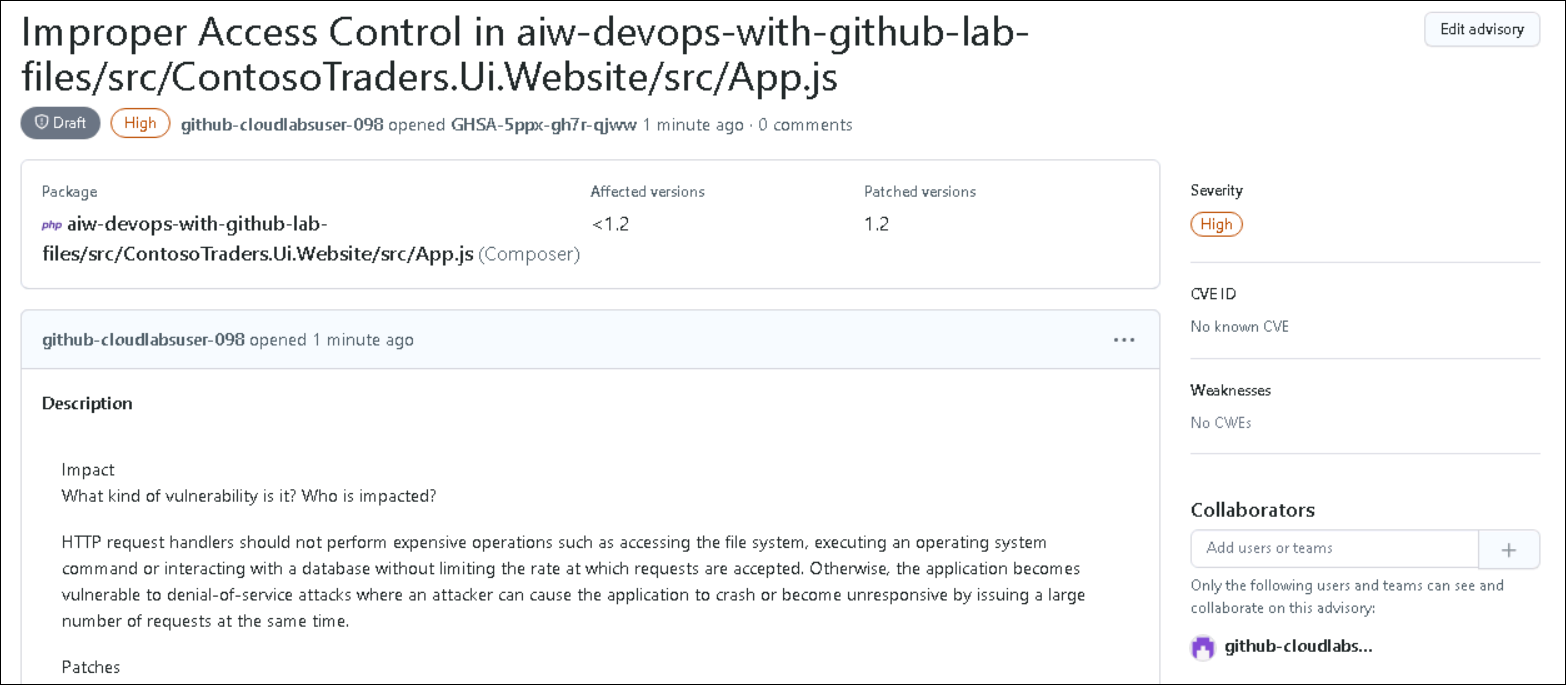 Improper Access Control in aiw-devops-with-github-lab-
files/src/ContosoTraders.Ui.Website/src/App.js
Edit advisory
Draft High github-cloudlabsuser-098 opened GHSA-5ppx-gh7r-qjww 1 minute ago · 0 comments
Package Affected versions Patched versions
php aiw-devops-with-github-lab- <1.2 1.2
files/src/ContosoTraders.Ui.Website/src/App.js (Composer)
github-cloudlabsuser-098 opened 1 minute ago
Description
Impact
What kind of vulnerability is it? Who is impacted?
HTTP request handlers should not perform expensive operations such as accessing the file system, executing an operating system
command or interacting with a database without limiting the rate at which requests are accepted. Otherwise, the application becomes
vulnerable to denial-of-service attacks where an attacker can cause the application to crash or become unresponsive by issuing a large
number of requests at the same time.
Patches
Severity
High
CVE ID
No known CVE
Weaknesses
No CWEs
Collaborators
Add users or teams
Only the following users and teams can see and
collaborate on this advisory:
github-cloudlabs...